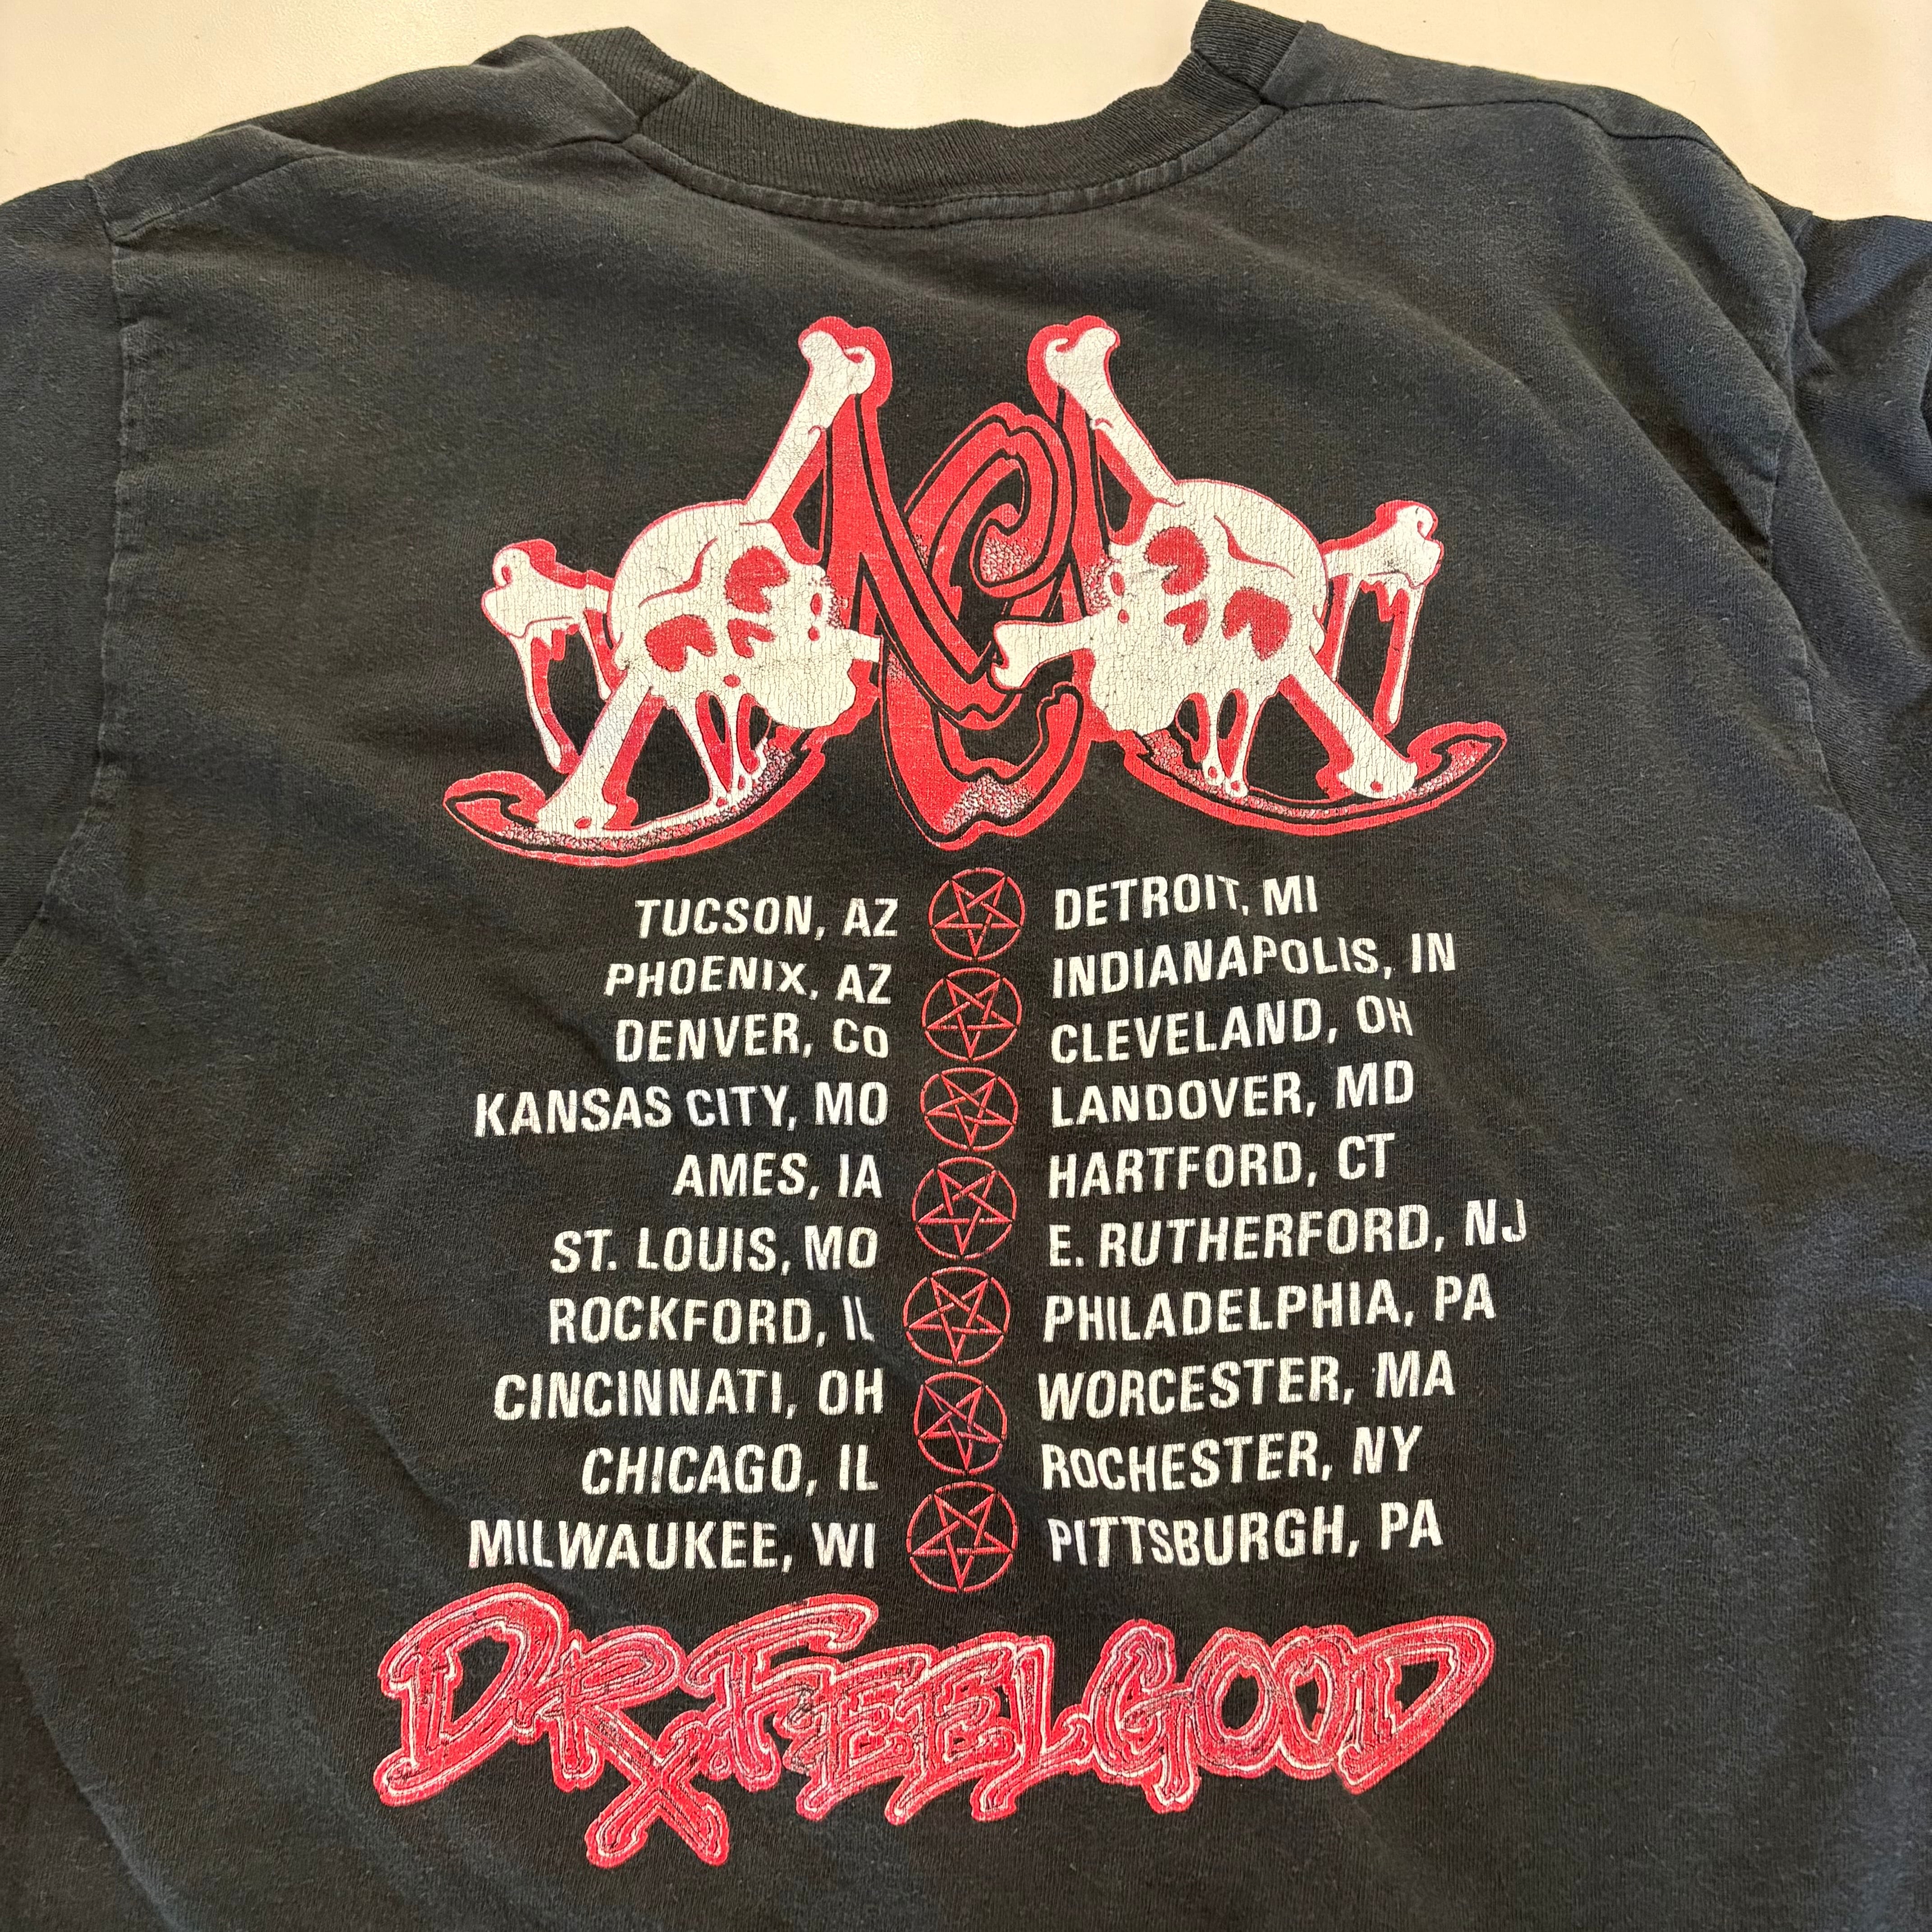 MC
TUCSON, AZ
PHOENIX, AZ
DENVER, CO
KANSAS CITY, MO
AMES, IA
ST. LOUIS, MO
ROCKFORD, IL
CINCINNATI, OH
CHICAGO, IL
MILWAUKEE, WI
DETROIT, MI
INDIANAPOLIS, IN
CLEVELAND, OH
LANDOVER, MD
HARTFORD, CT
E. RUTHERFORD, NJ
PHILADELPHIA, PA
WORCESTER, MA
ROCHESTER, NY
PITTSBURGH, PA
DR. FEELGOOD